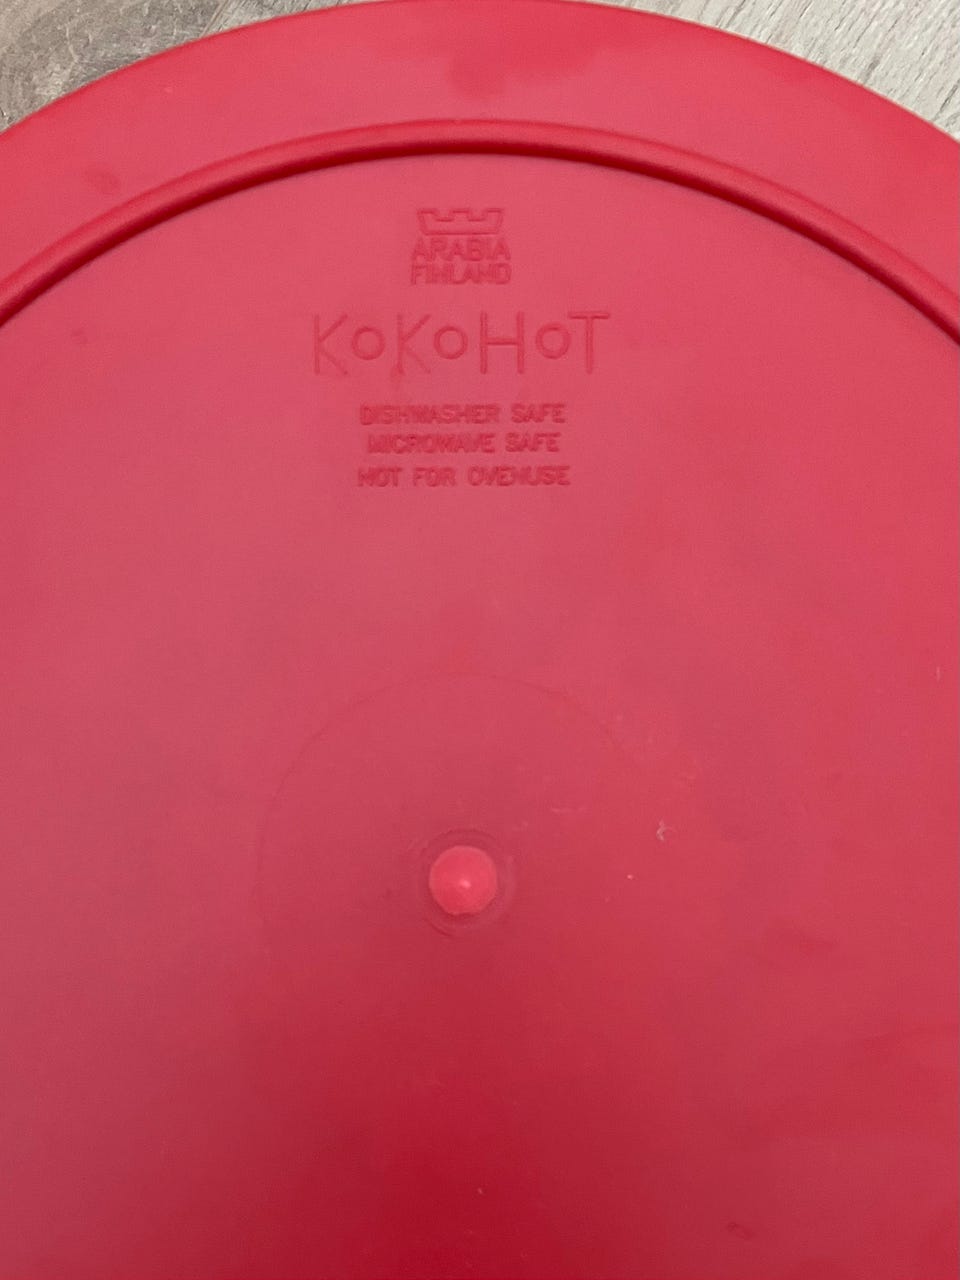 ARABIA
FINLAND
KoKoHoT
DISHWASHER SAFE
MICROWAVE SAFE
NOT FOR OVENUSE